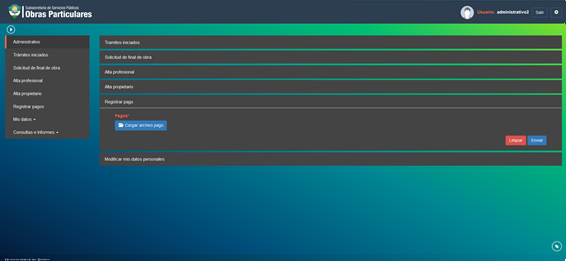 Subsecretaría de Servicios Públicos
Obras Particulares
Usuario: administrativo2
Salir
Administrativo
Trámites iniciados
Solicitud de final de obra
Alta profesional
Alta propietario
Registrar pagos
Mis datos
Consultas e Informes
Tramites iniciados
Solicitud de final de obra
Alta profesional
Alta propietario
Registrar pago
Pagos*
Cargar archivo pago
Limpiar
Enviar
Modificar mis datos personales